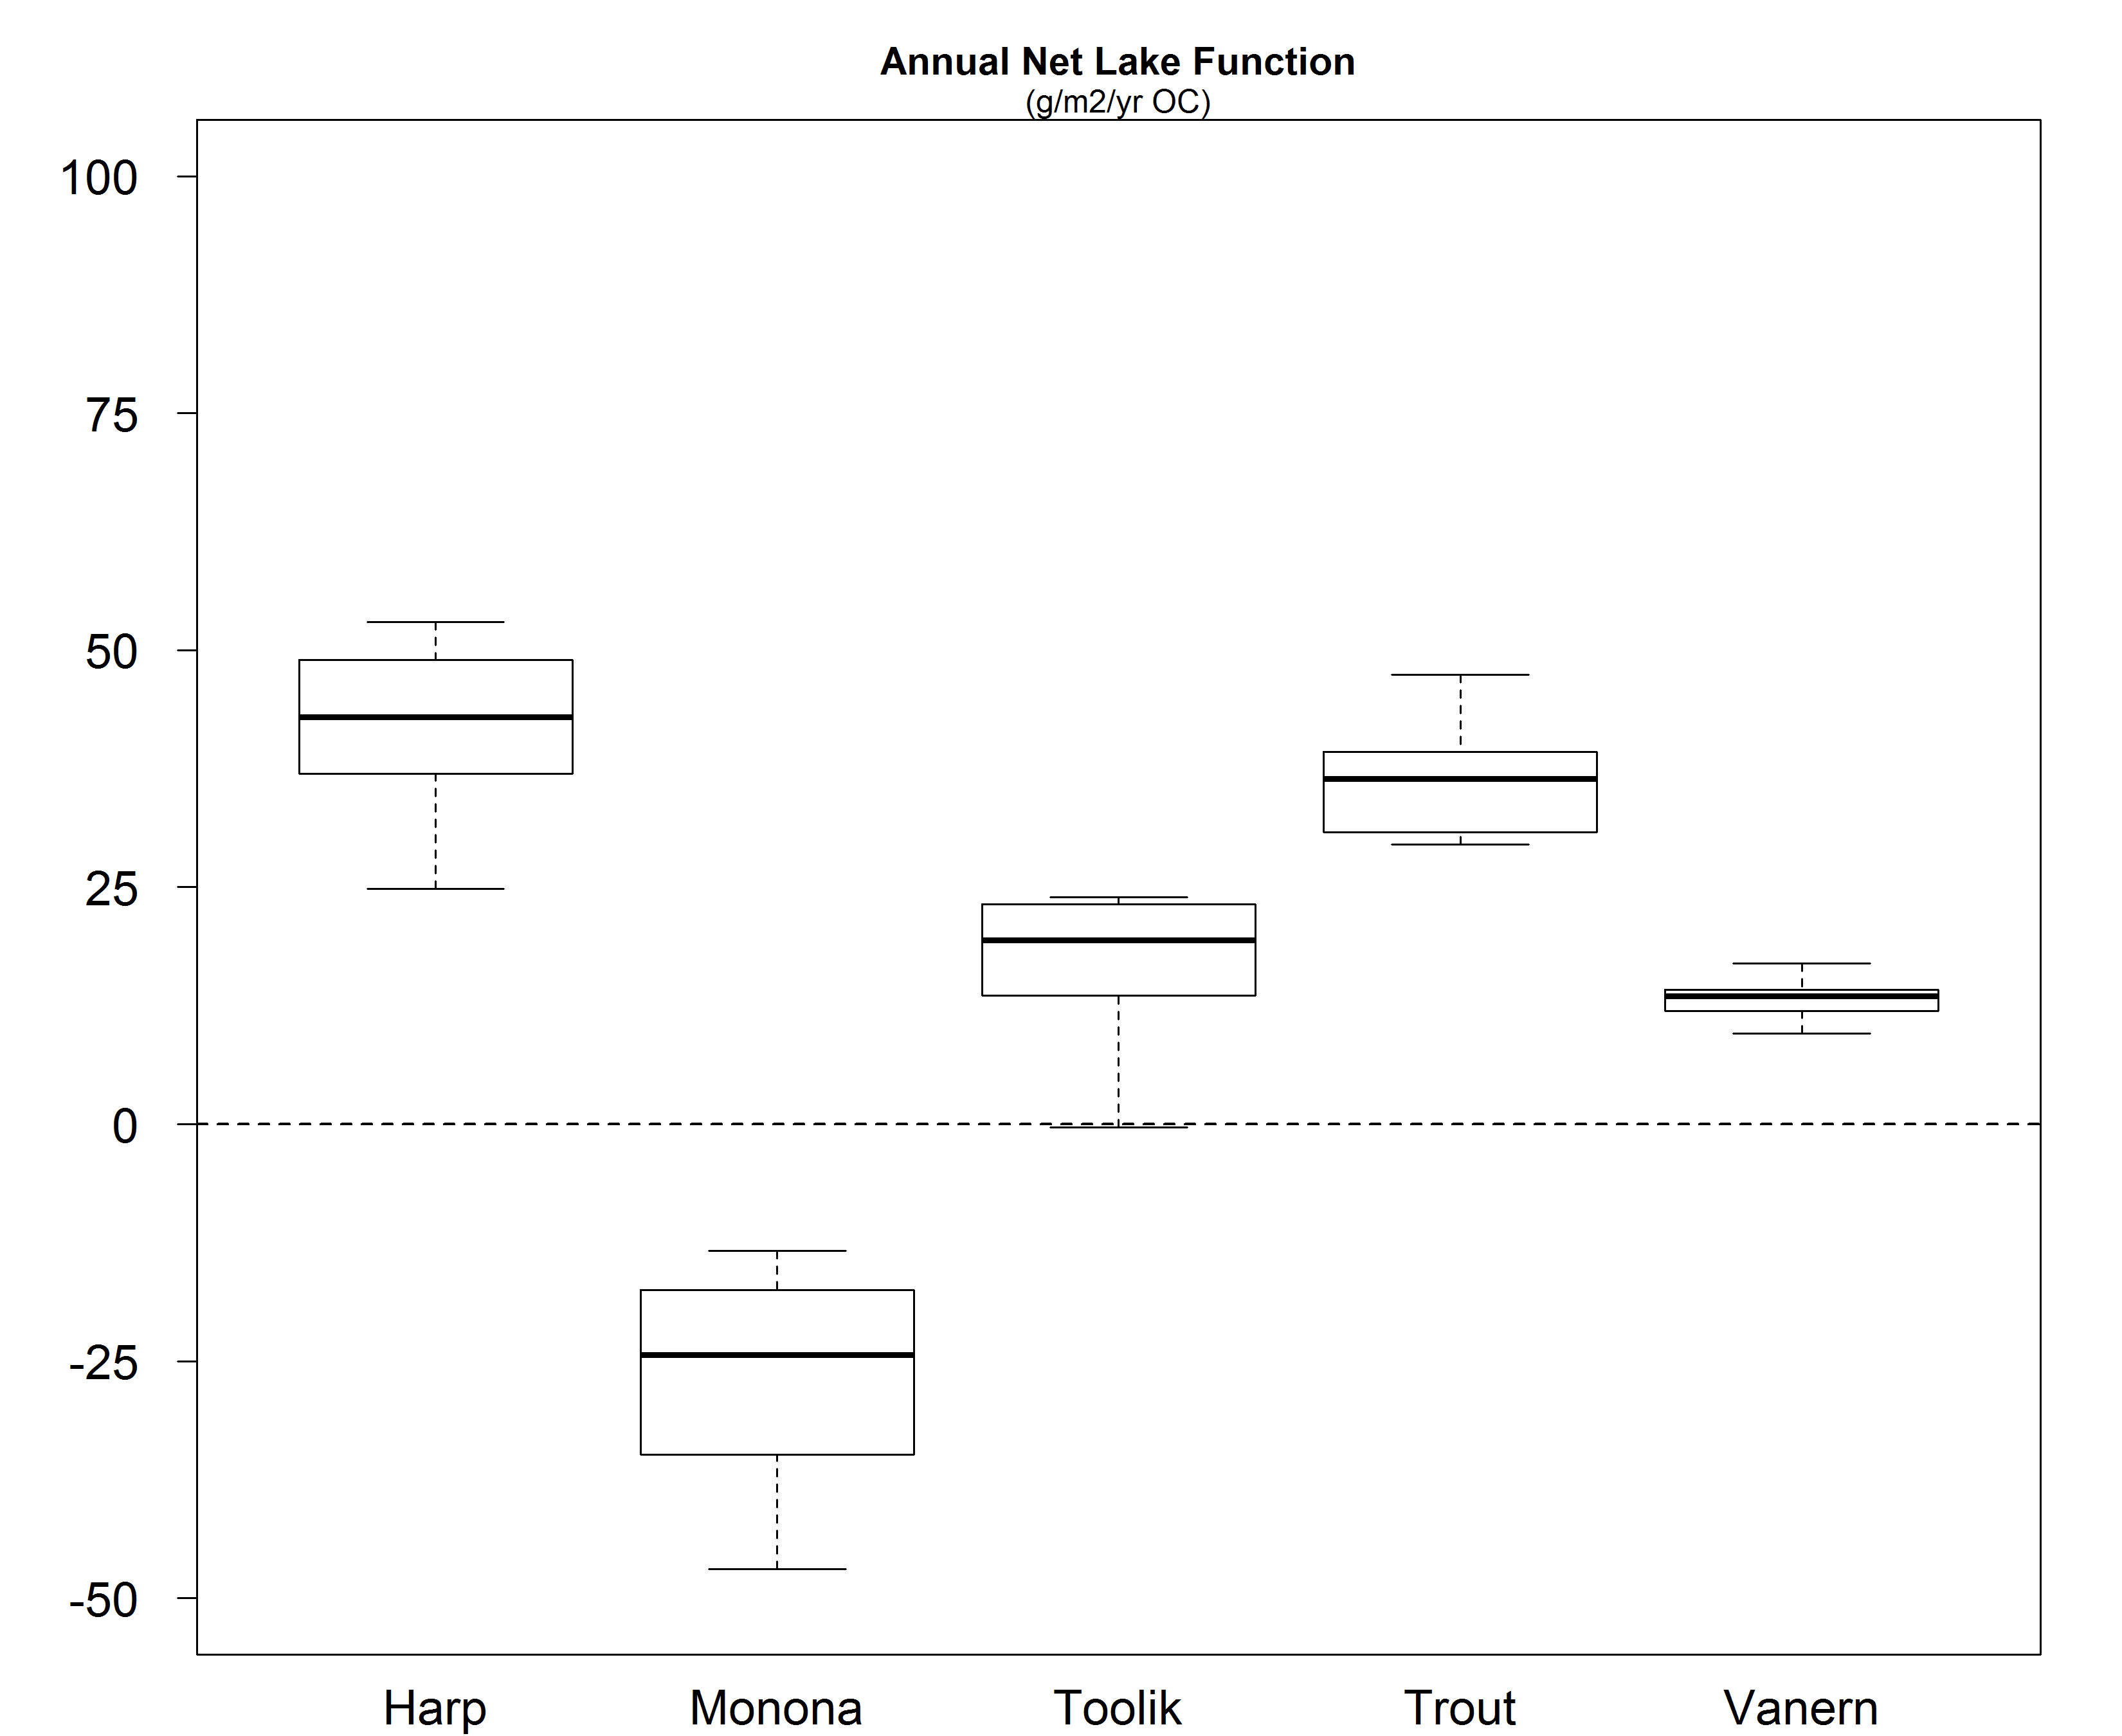 Annual Net Lake Function
(g/m2/yr OC)
100
75
50
25
0
-25
-50
Harp Monona Toolik Trout Vanern